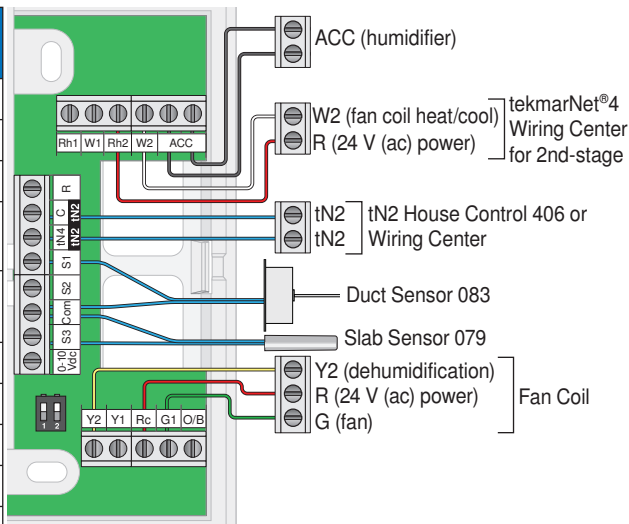 ACC (humidifier)
W2 (fan coil heat/cool)
R (24 V (ac) power)
tekmarNet®4
Wiring Center
for 2nd-stage
Rh1 W1 Rh2 W2 ACC
R
C tN2
tN4 tN2
S1
S2
Com
S3
0-10 Vdc
tN2
tN2
tN2 House Control 406 or
Wiring Center
Duct Sensor 083
Slab Sensor 079
Y2 (dehumidification)
R (24 V (ac) power)
G (fan)
Fan Coil
1 2
Y2 Y1 Rc G1 O/B